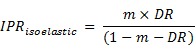 IPR_isoelastic = m × DR / (1 − m − DR)